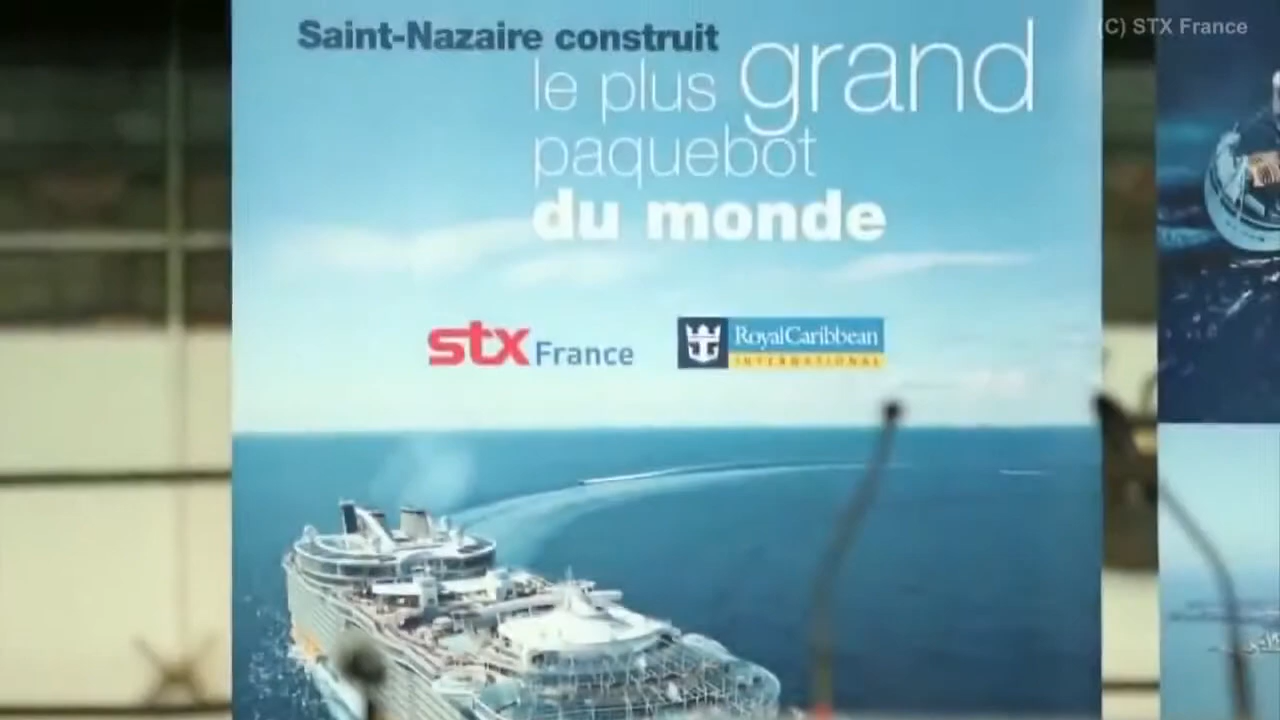 (C) STX France
Saint-Nazaire construit
le plus grand
paquebot
du monde
stx France
RoyalCaribbean
INTERNATIONAL